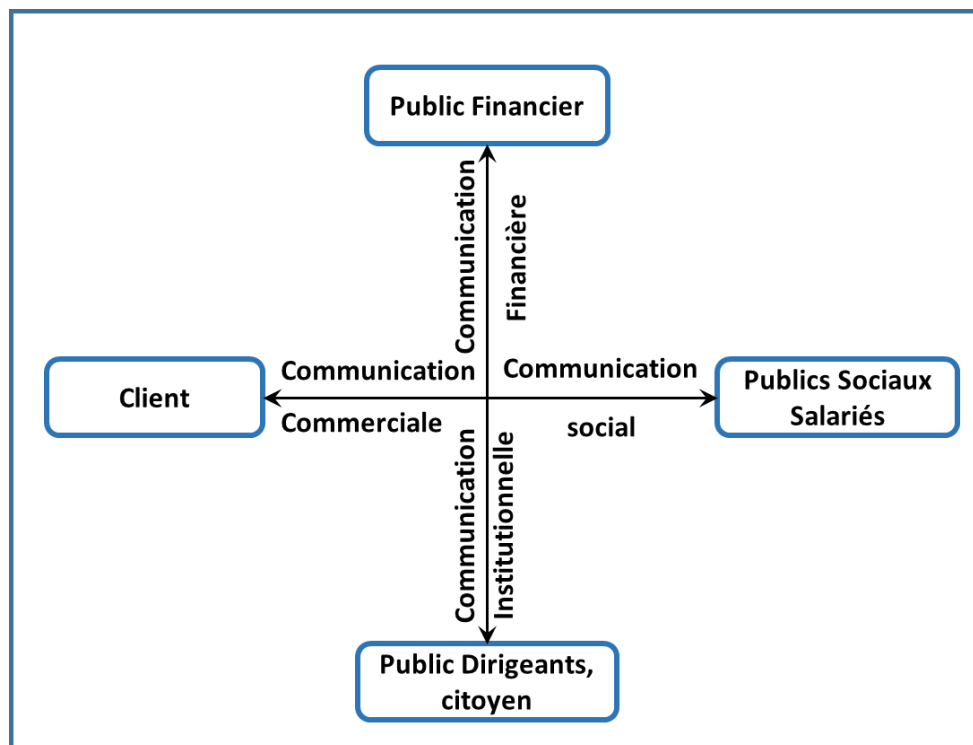 Public Financier
Communication
Financière
Communication
Commerciale
Communication
social
Client
Publics Sociaux
Salariés
Communication
Institutionnelle
Public Dirigeants,
citoyen